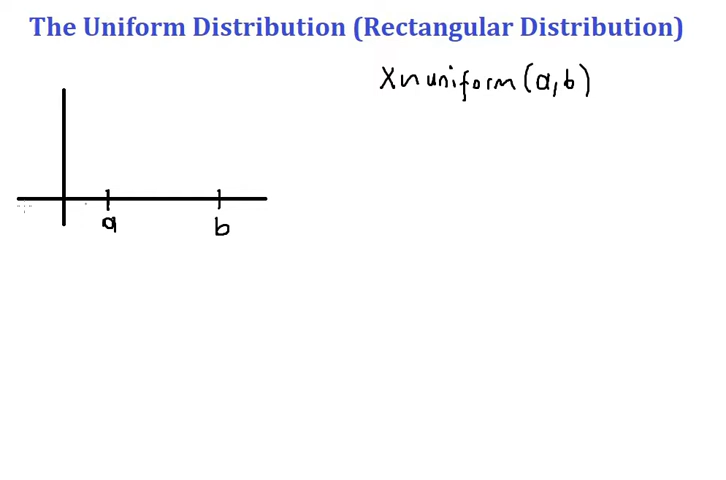 The Uniform Distribution (Rectangular Distribution)
X~uniform(a,b)
a
b